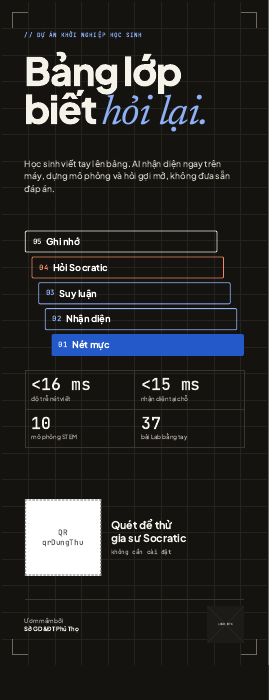 // DỰ ÁN KHỞI NGHIỆP HỌC SINH
Bảng lớp
biết hỏi lại.
Học sinh viết tay lên bảng. AI nhận diện ngay trên
máy, dựng mô phỏng và hỏi gợi mở, không đưa sẵn
đáp án.
05 Ghi nhớ
04 Hỏi Socratic
03 Suy luận
02 Nhận diện
01 Nét mực
<16 ms <15 ms
độ trễ nét viết nhận diện tại chỗ
10 37
mô phỏng STEM bài Lab bằng tay
QR
qrDungThu
Quét để thử
gia sư Socratic
không cần cài đặt
Ươm mầm bởi
Sở GD&ĐT Phú Thọ